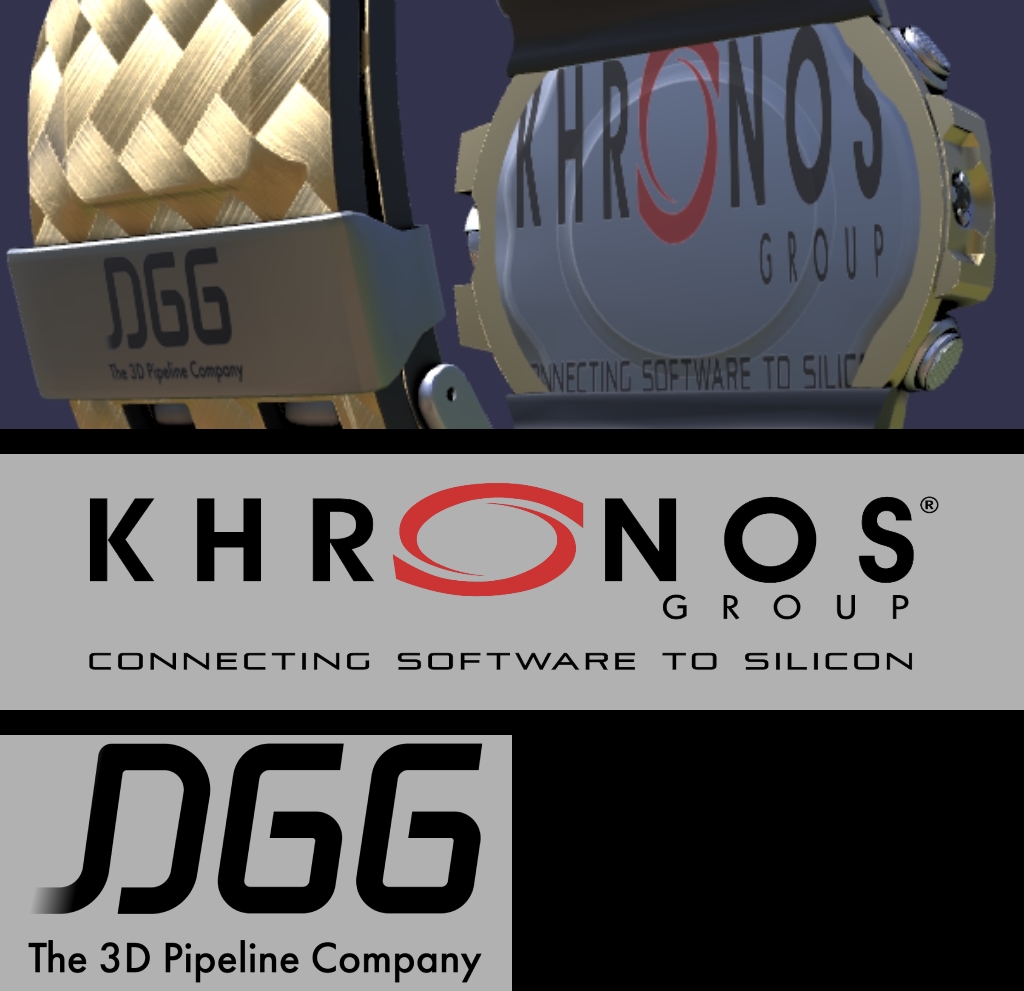 KHRONOS
GROUP
CONNECTING SOFTWARE TO SILIC
DGG
The 3D Pipeline Company
KHRONOS®
GROUP
CONNECTING SOFTWARE TO SILICON
DGG
The 3D Pipeline Company